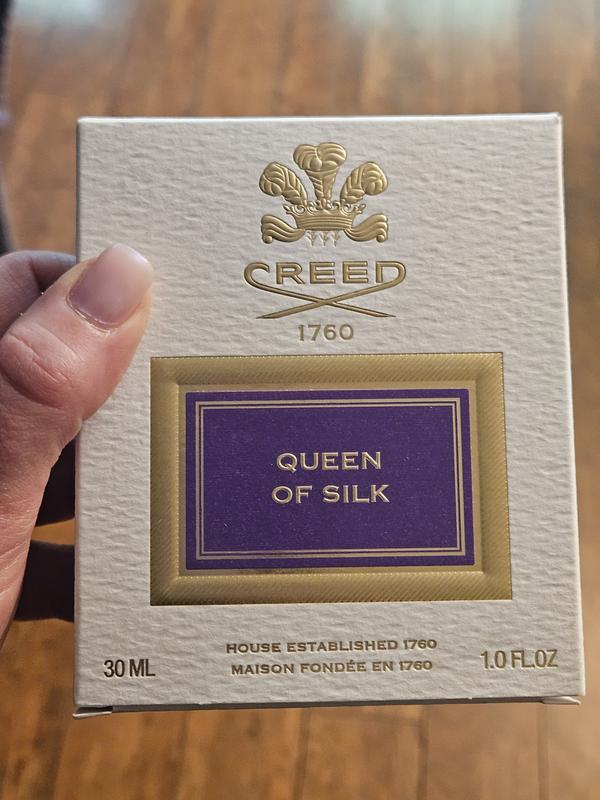 CREED
1760
QUEEN
OF SILK
HOUSE ESTABLISHED 1760
MAISON FONDÉE EN 1760
30 ML
1.0 FL.OZ